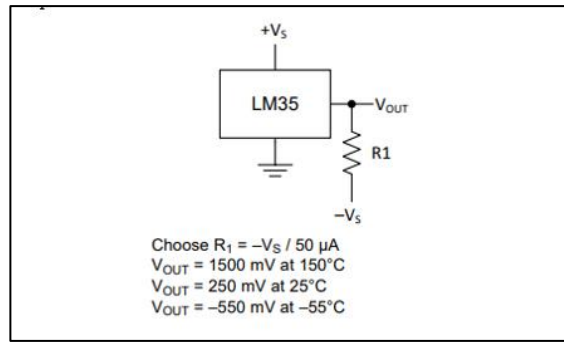 +VS
LM35
VOUT
R1
–VS
Choose R1 = –VS / 50 µA
VOUT = 1500 mV at 150°C
VOUT = 250 mV at 25°C
VOUT = –550 mV at –55°C